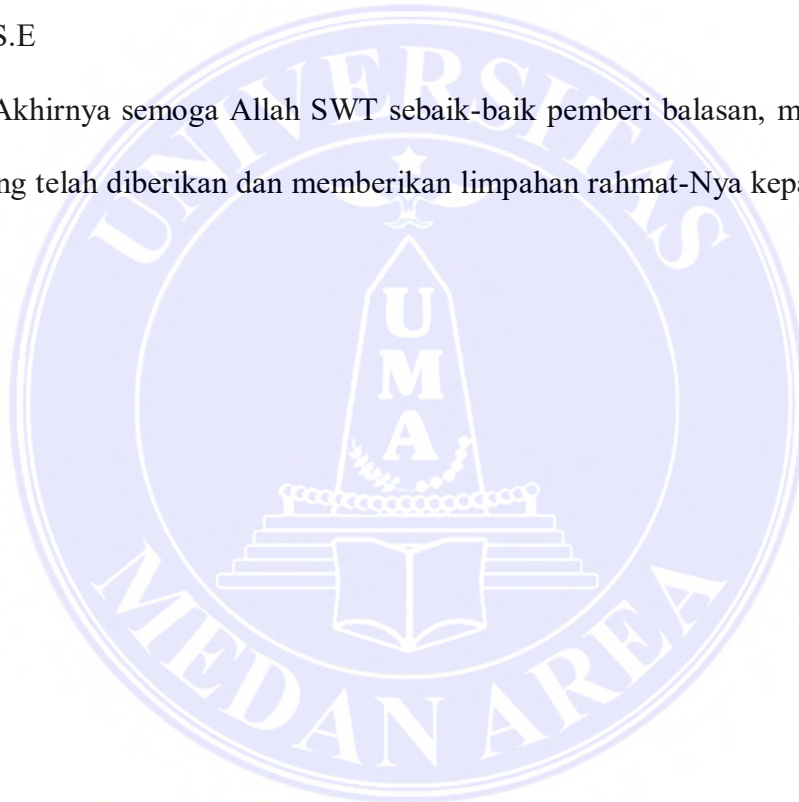 S.E
Akhirnya semoga Allah SWT sebaik-baik pemberi balasan, m
ng telah diberikan dan memberikan limpahan rahmat-Nya kepa
UNIVERSITAS
U
M
A
MEDAN AREA